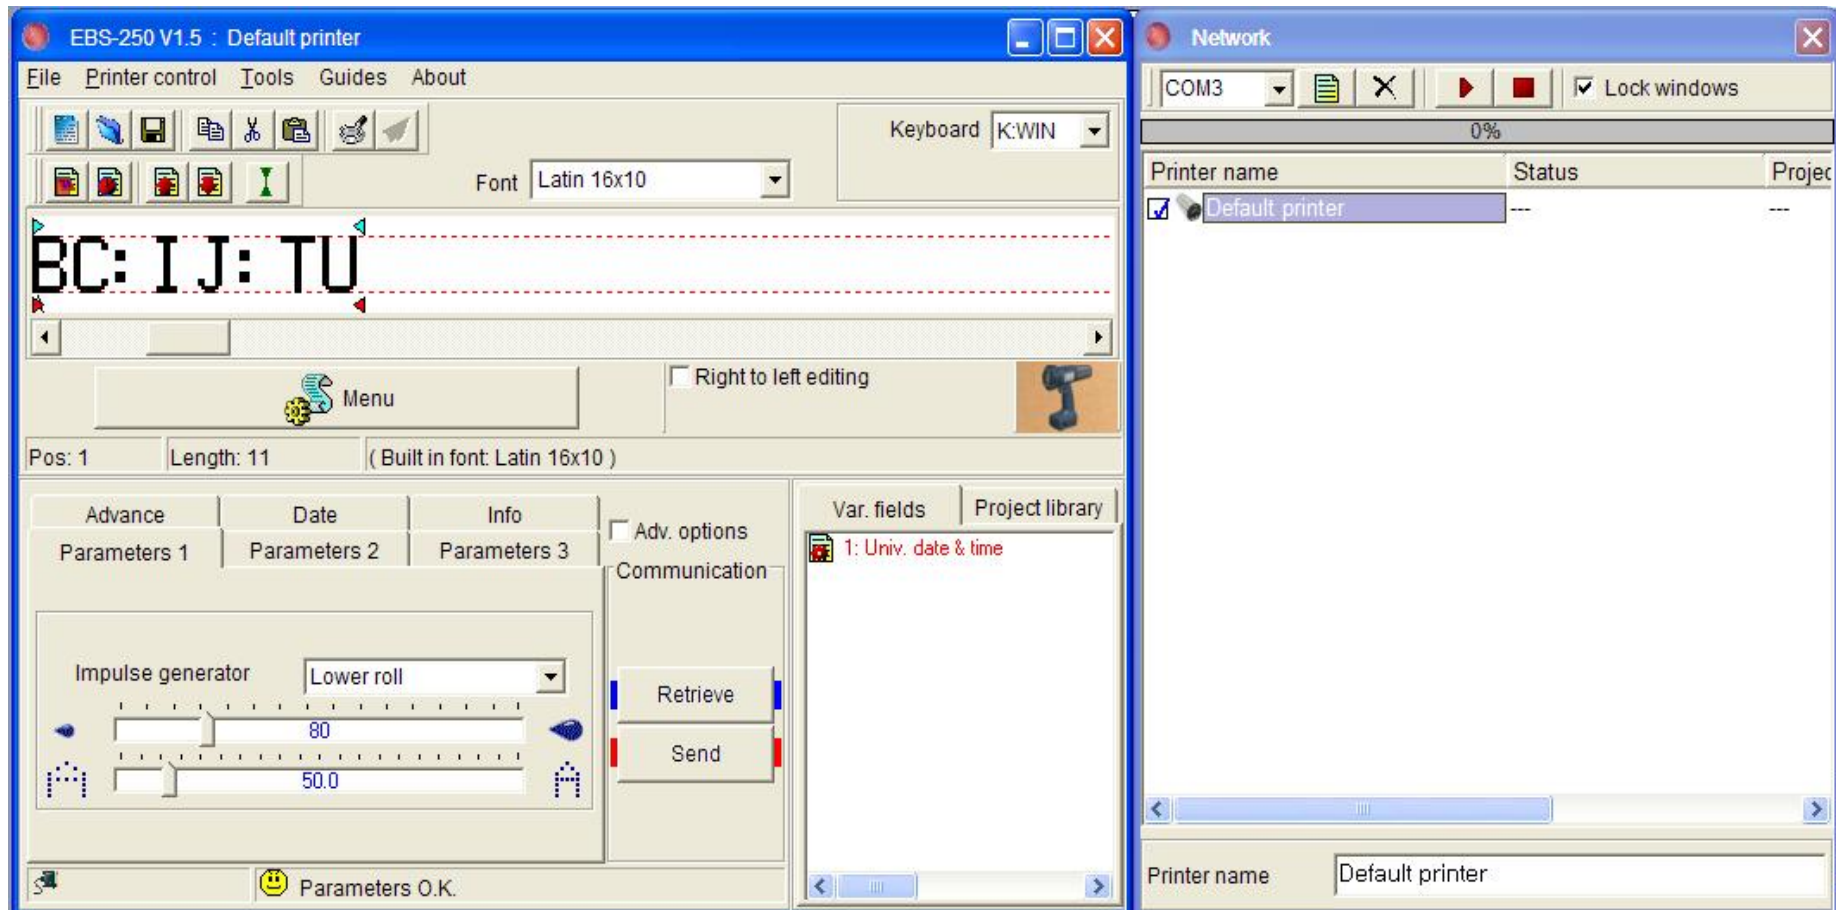 EBS-250 V1.5 : Default printer
File Printer control Tools Guides About
Keyboard K:WIN
Font Latin 16x10
BC: IJ: TU
Menu
Right to left editing
Pos: 1 Length: 11 ( Built in font: Latin 16x10 )
Advance Date Info
Parameters 1 Parameters 2 Parameters 3
Adv. options
Communication
Impulse generator Lower roll
80
50.0
Retrieve
Send
Parameters O.K.
Var. fields Project library
1: Univ. date & time
Network
COM3 Lock windows
0%
Printer name Status Projec
Default printer --- ---
Printer name Default printer